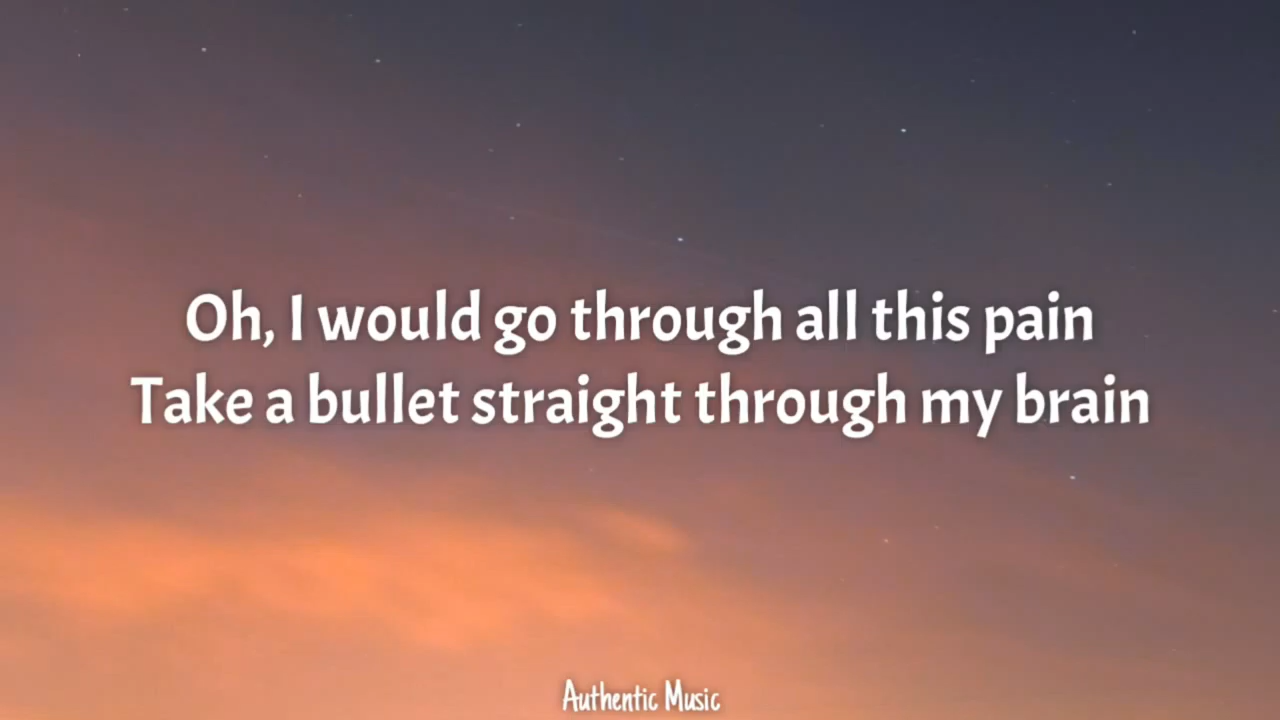 Oh, I would go through all this pain
Take a bullet straight through my brain
Authentic Music